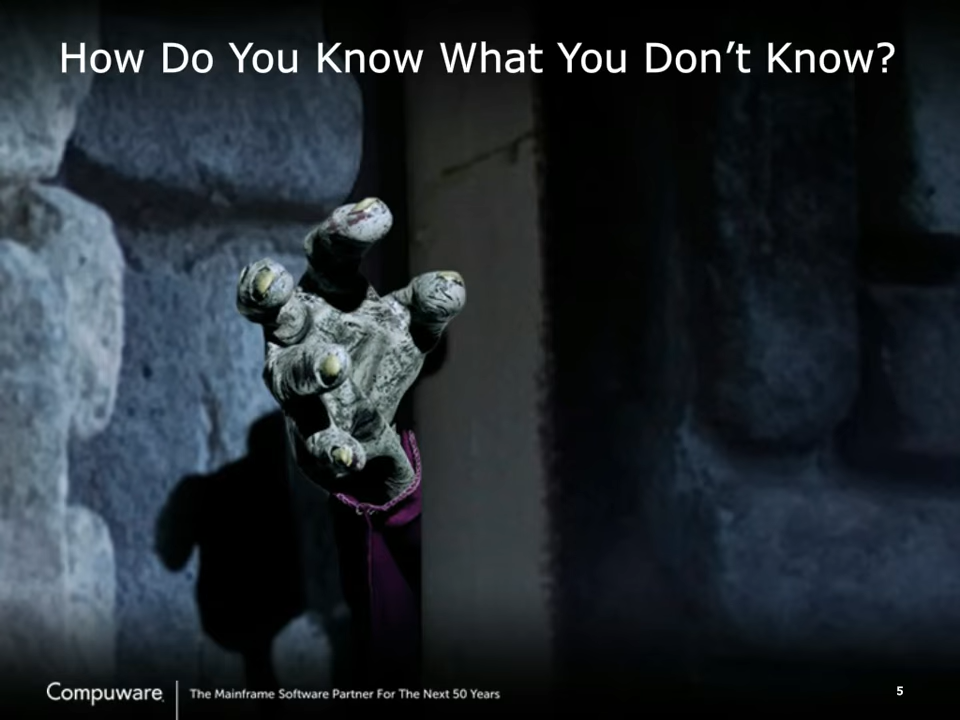 How Do You Know What You Don’t Know?
Compuware
The Mainframe Software Partner For The Next 50 Years
5